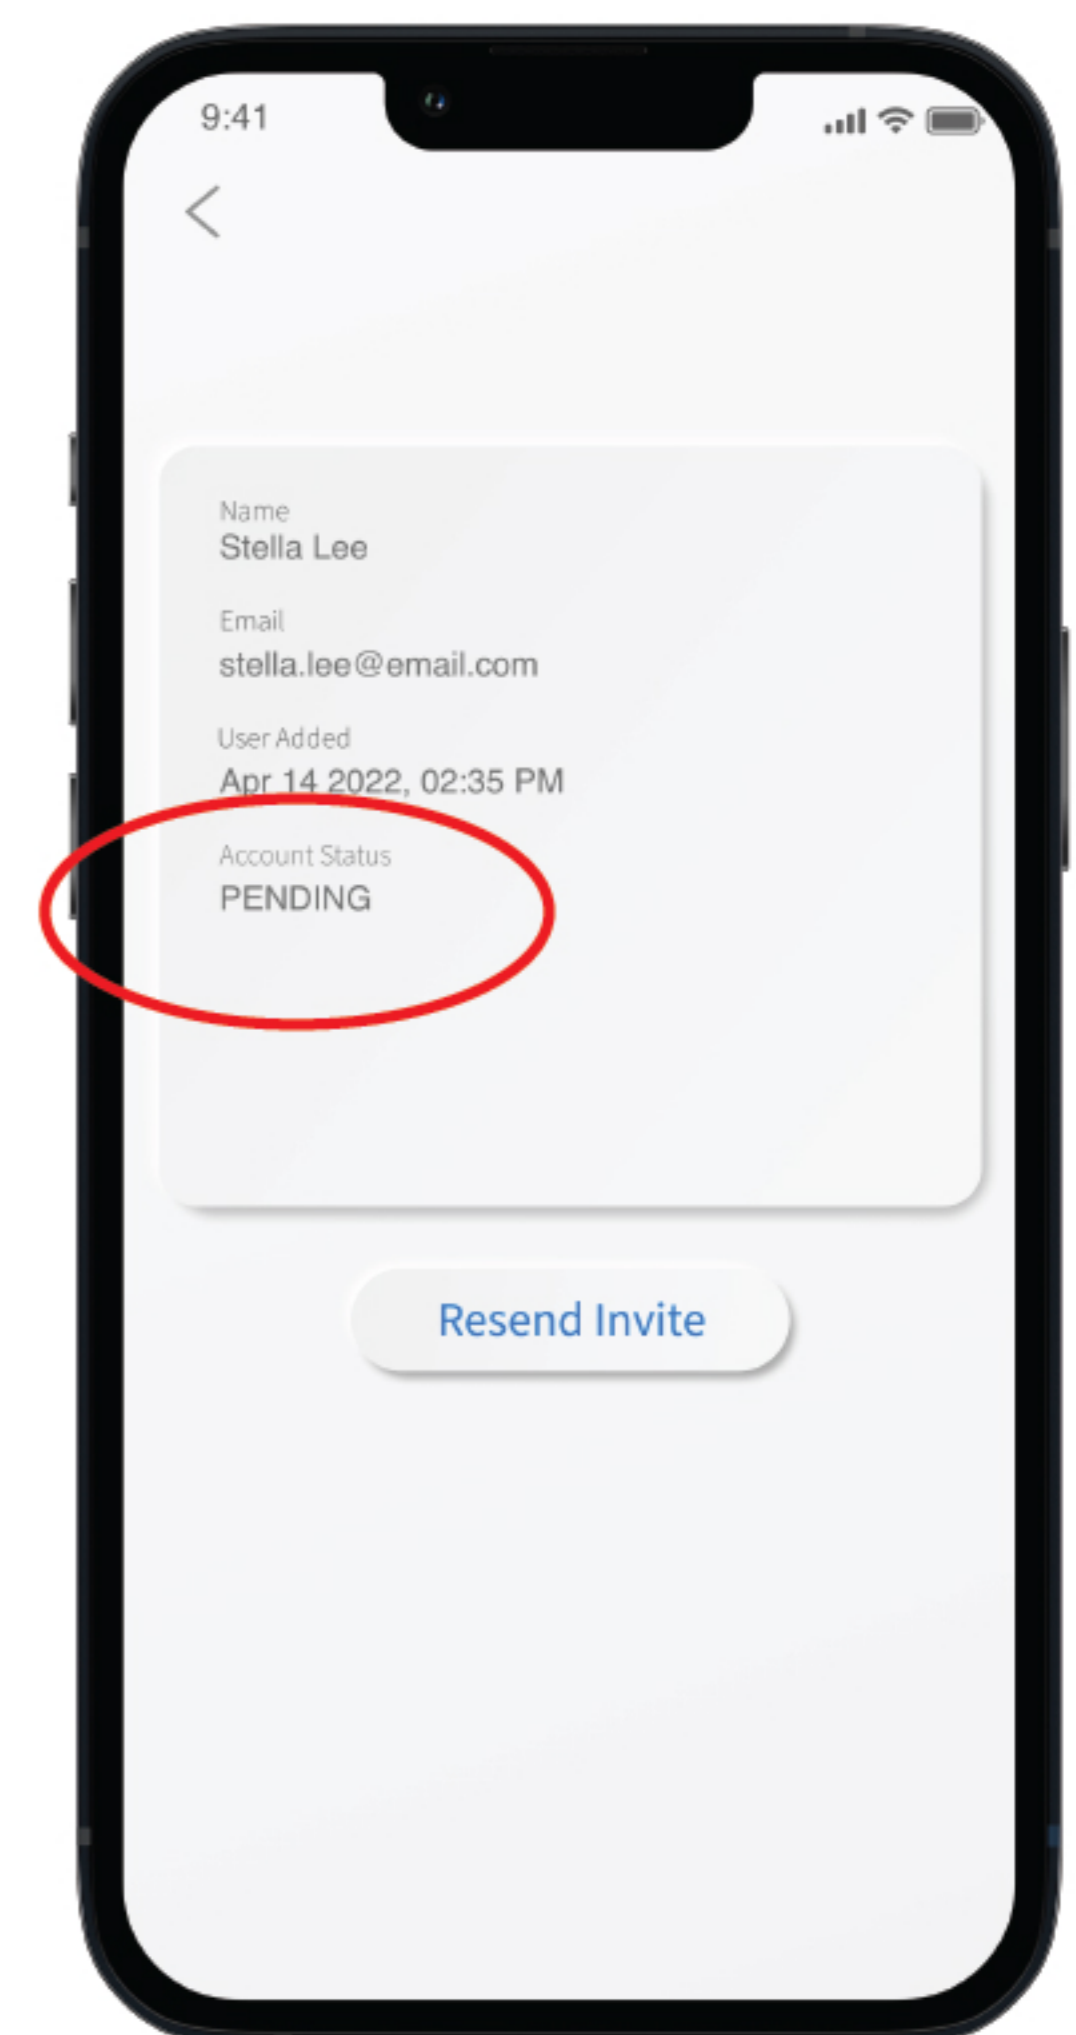 9:41
Name
Stella Lee
Email
stella.lee@email.com
User Added
Apr 14 2022, 02:35 PM
Account Status
PENDING
Resend Invite